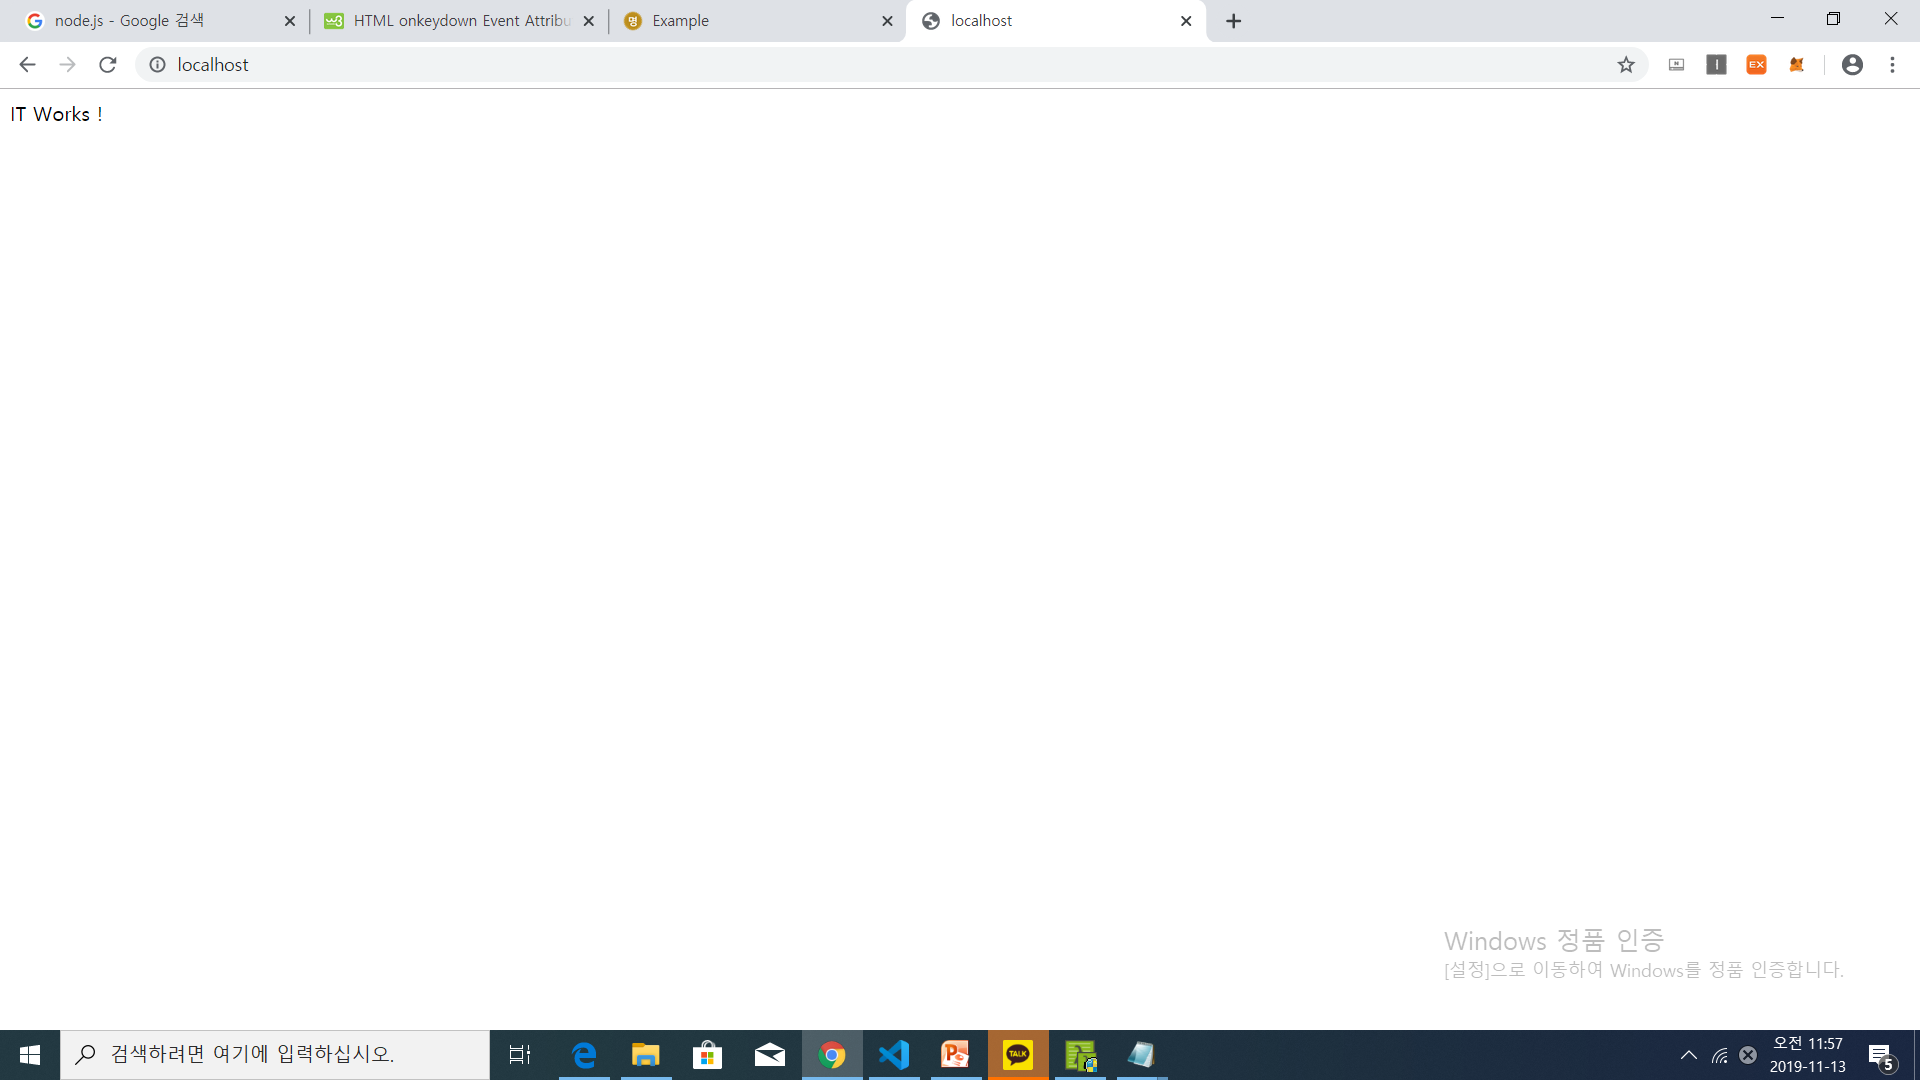 node.js - Google 검색
HTML onkeydown Event Attribu
Example
localhost
localhost
EX
IT Works !
Windows 정품 인증
[설정]으로 이동하여 Windows를 정품 인증합니다.
검색하려면 여기에 입력하십시오.
TALK
오전 11:57
2019-11-13
5